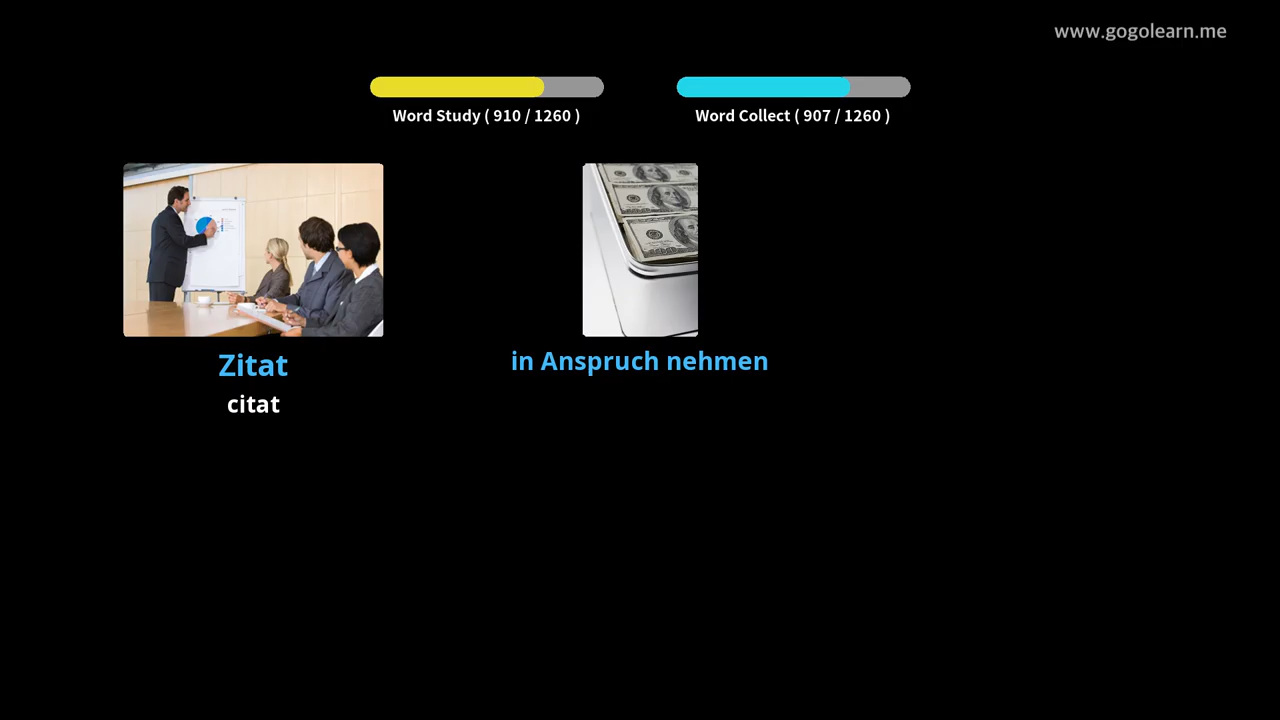 www.gogolearn.me
Word Study ( 910 / 1260 )
Word Collect ( 907 / 1260 )
Zitat
citat
in Anspruch nehmen